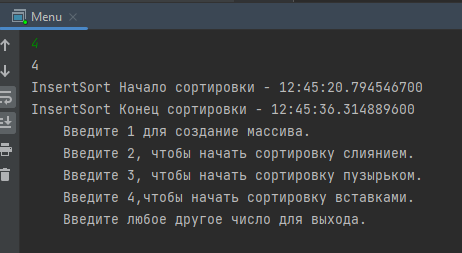 Menu
4
4
InsertSort Начало сортировки - 12:45:20.794546700
InsertSort Конец сортировки - 12:45:36.314889600
Введите 1 для создание массива.
Введите 2, чтобы начать сортировку слиянием.
Введите 3, чтобы начать сортировку пузырьком.
Введите 4,чтобы начать сортировку вставками.
Введите любое другое число для выхода.